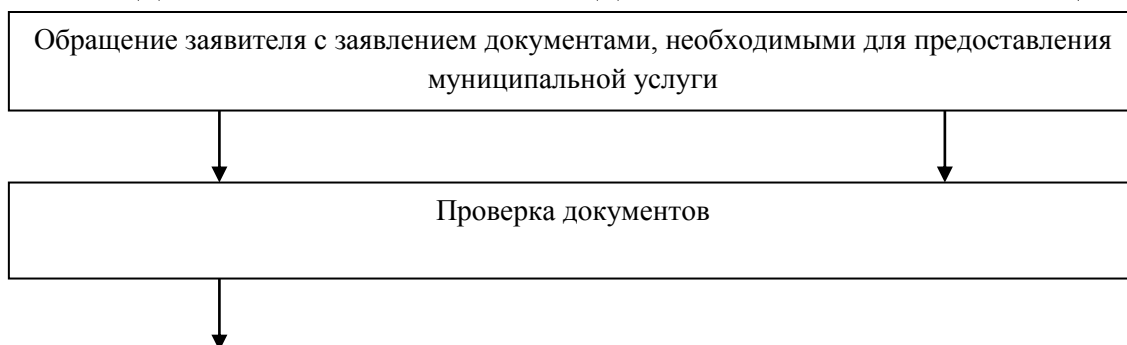 Обращение заявителя с заявлением документами, необходимыми для предоставления
муниципальной услуги
Проверка документов